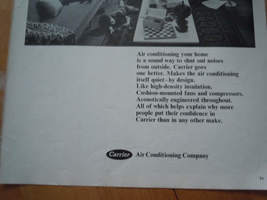 Air conditioning your home
is a sound way to shut out noises
from outside. Carrier goes
one better. Makes the air conditioning
itself quiet–by design.
Like high-density insulation.
Cushion-mounted fans and compressors.
Acoustically engineered throughout.
All of which helps explain why more
people put their confidence in
Carrier than in any other make.
Carrier Air Conditioning Company